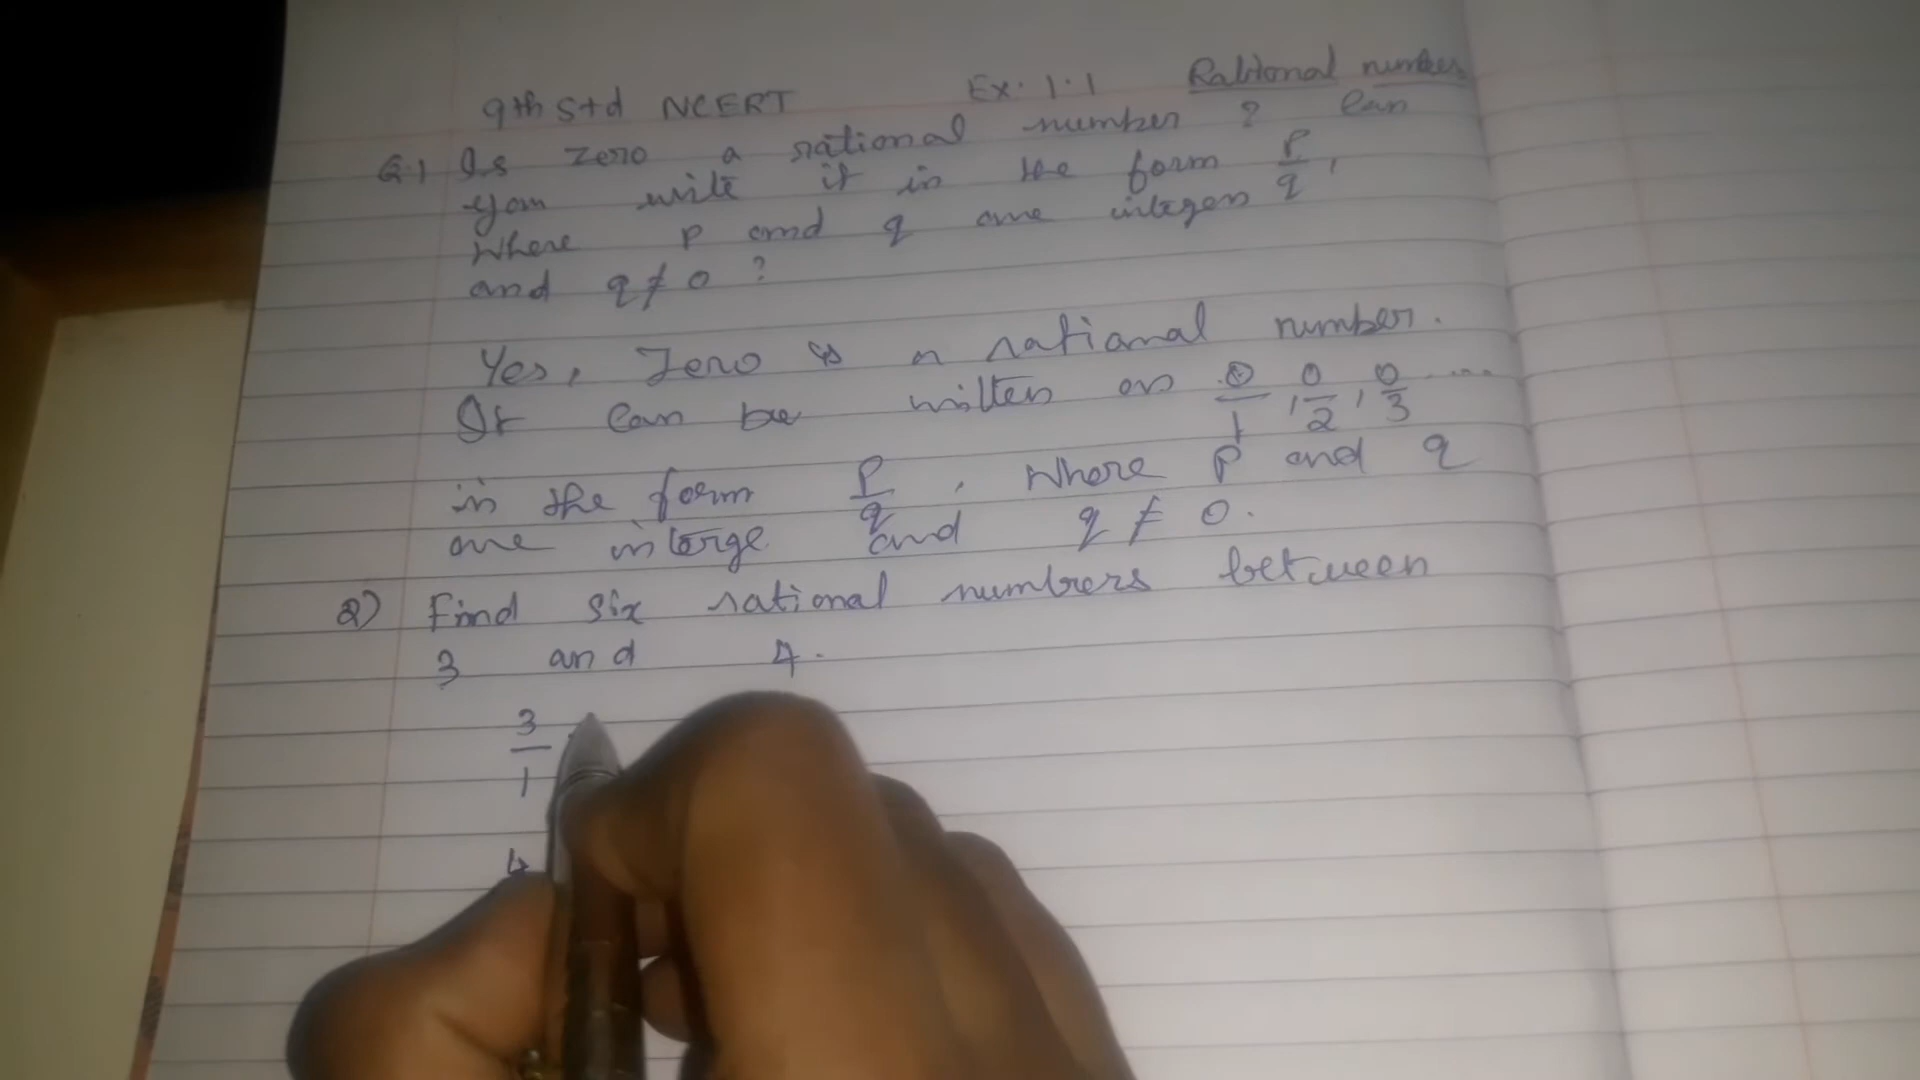 9th std NCERT Ex. 1.1 Rational number
Q.1 Is zero a rational number ? Can
you write it in the form p/q,
Where p and q are integers
and q ≠ 0 ?
Yes, Zero is a rational number.
It can be written as 0/1, 0/2, 0/3 ....
in the form p/q, Where p and q
are interge and q ≠ 0.
2) Find six rational numbers between
3 and 4.
3/1
4